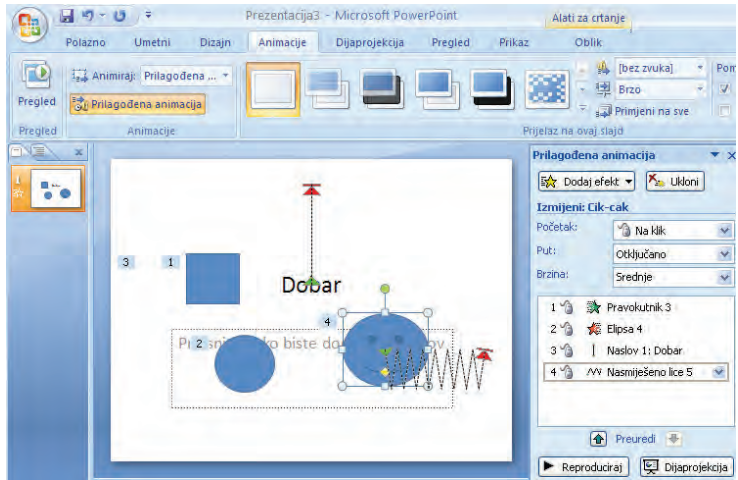 Prezentacija3 - Microsoft PowerPoint
Alati za crtanje
Polazno Umetni Dizajn Animacije Dijaprojekcija Pregled Prikaz Oblik
Pregled
Animiraj: Prilagođena ...
Prilagođena animacija
[bez zvuka]
Brzo
Primjeni na sve
Pom
Pregled Animacije Prijelaz na ovaj slajd
1
3 1
Dobar
4
2
Prilagođena animacija
Dodaj efekt Ukloni
Izmijeni: Cik-cak
Početak: Na klik
Put: Otključano
Brzina: Srednje
1 Pravokutnik 3
2 Elipsa 4
3 Naslov 1: Dobar
4 Nasmiješeno lice 5
Preuredi
Reproduciraj Dijaprojekcija